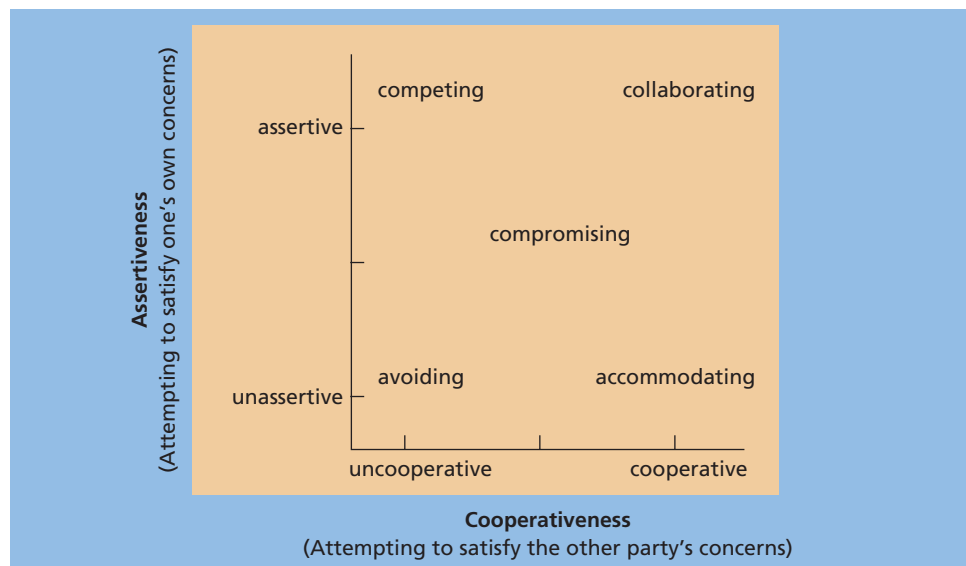 Assertiveness
(Attempting to satisfy one's own concerns)
competing
collaborating
assertive
compromising
avoiding
accommodating
unassertive
uncooperative
cooperative
Cooperativeness
(Attempting to satisfy the other party's concerns)